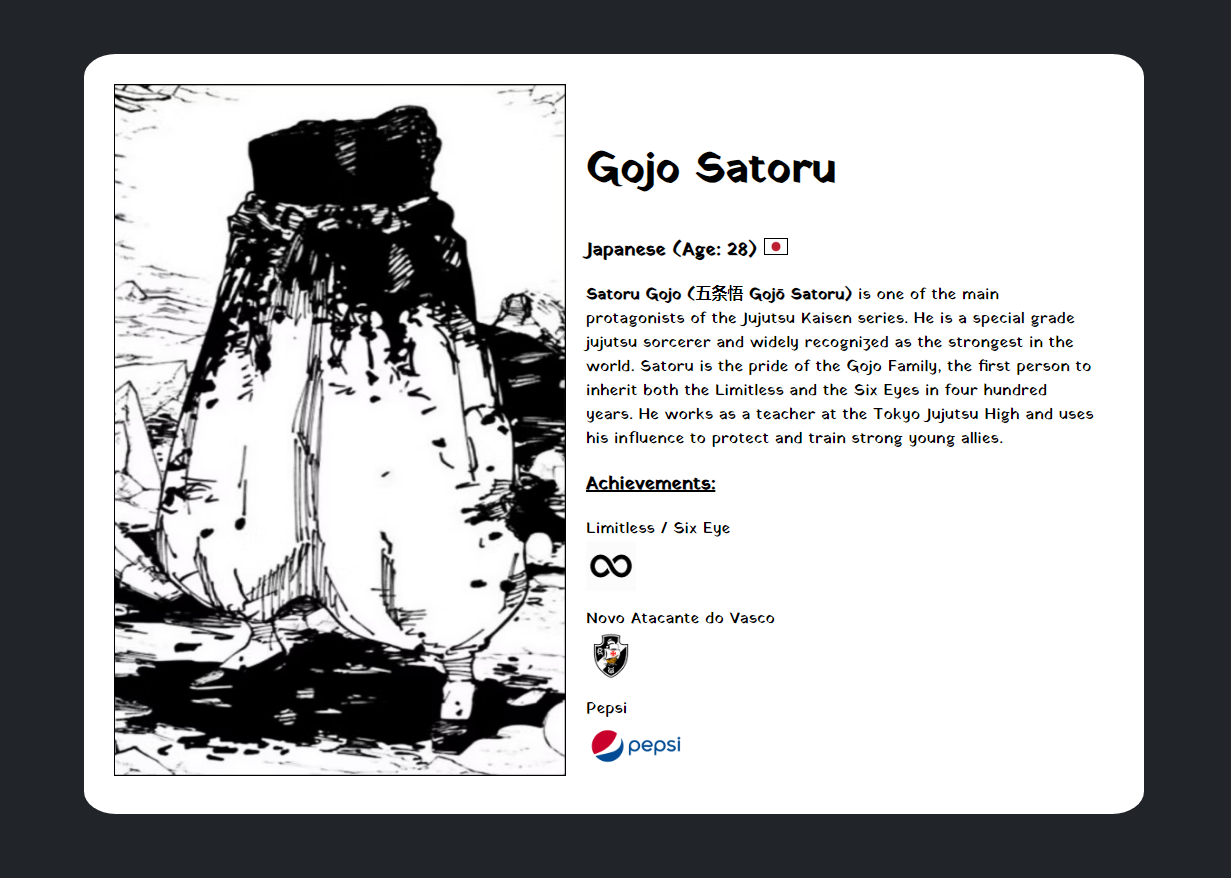 Gojo Satoru
Japanese (Age: 28)
Satoru Gojo (五条悟 Gojō Satoru) is one of the main
protagonists of the Jujutsu Kaisen series. He is a special grade
jujutsu sorcerer and widely recognized as the strongest in the
world. Satoru is the pride of the Gojo Family, the first person to
inherit both the Limitless and the Six Eyes in four hundred
years. He works as a teacher at the Tokyo Jujutsu High and uses
his influence to protect and train strong young allies.
Achievements:
Limitless / Six Eye
Novo Atacante do Vasco
Pepsi
pepsi